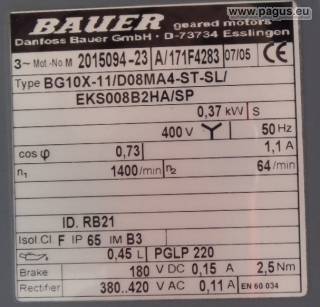 www.pagus.eu
BAUER geared motors
Danfoss Bauer GmbH · D-73734 Esslingen
3~ Mot.-No M 2015094-23 A/171F4283 07/05 CE
Type BG10X-11/D08MA4-ST-SL/
EKS008B2HA/SP
0,37 kW S
400 V Y 50 Hz
cos φ 0,73 1,1 A
n1 1400/min n2 64/min
ID. RB21
Isol Cl F IP 65 IM B3
0,45 L PGLP 220
Brake 180 V DC 0,15 A 2,5 Nm
Rectifier 380..420 V AC 0,11 A EN 60 034